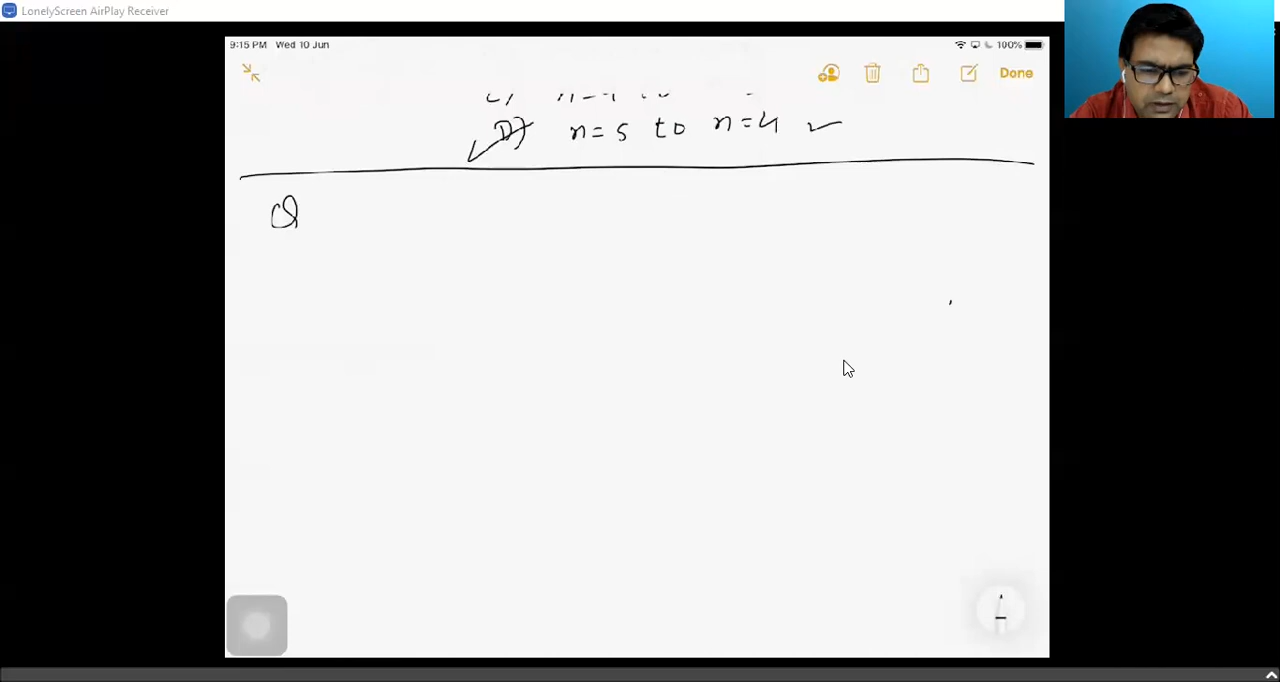 LonelyScreen AirPlay Receiver
9:15 PM Wed 10 Jun
100%
Done
D) n=5 to n=4
Q